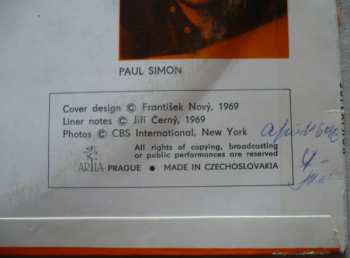 PAUL SIMON
Cover design © František Nový, 1969
Liner notes © Jiří Černý, 1969
Photos © CBS International, New York
All rights of copying, broadcasting
or public performances are reserved
ARTIA PRAGUE • MADE IN CZECHOSLOVAKIA